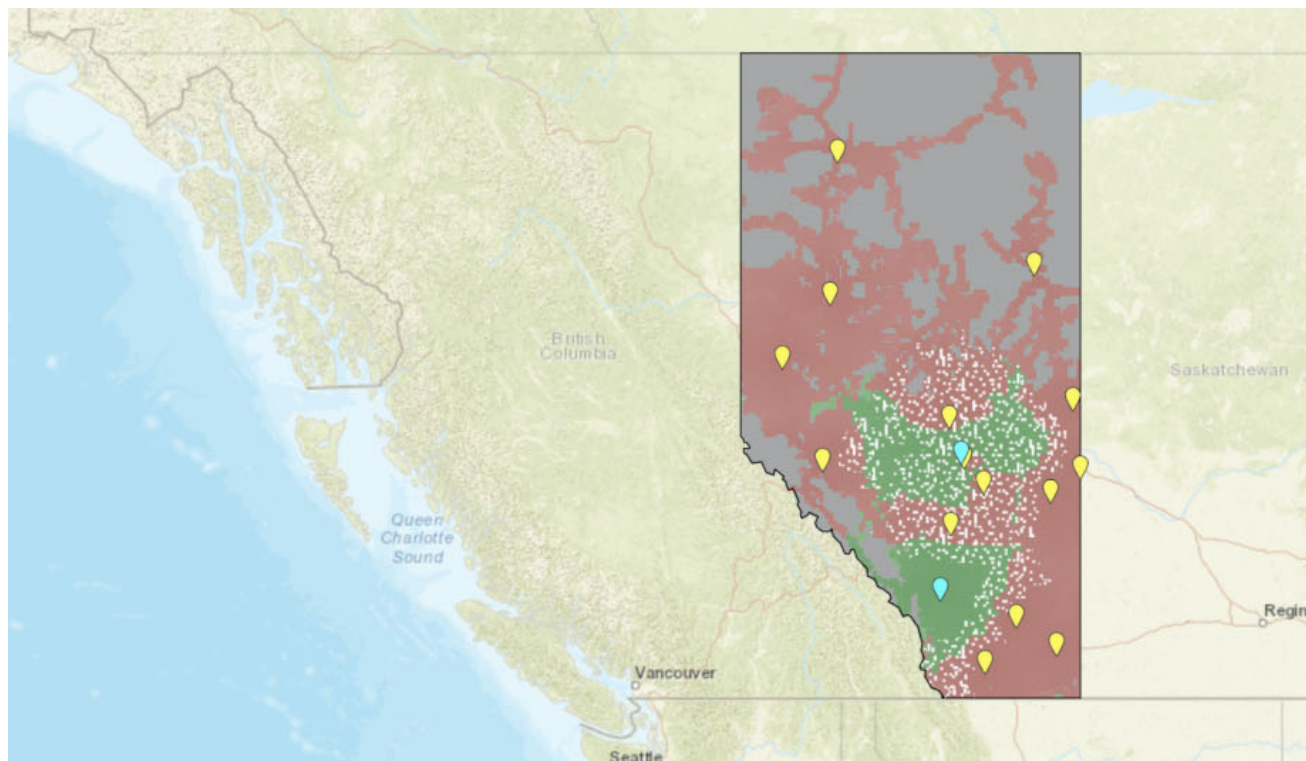 British
Columbia
Saskatchewan
Queen
Charlotte
Sound
Regin
Vancouver
Seattle